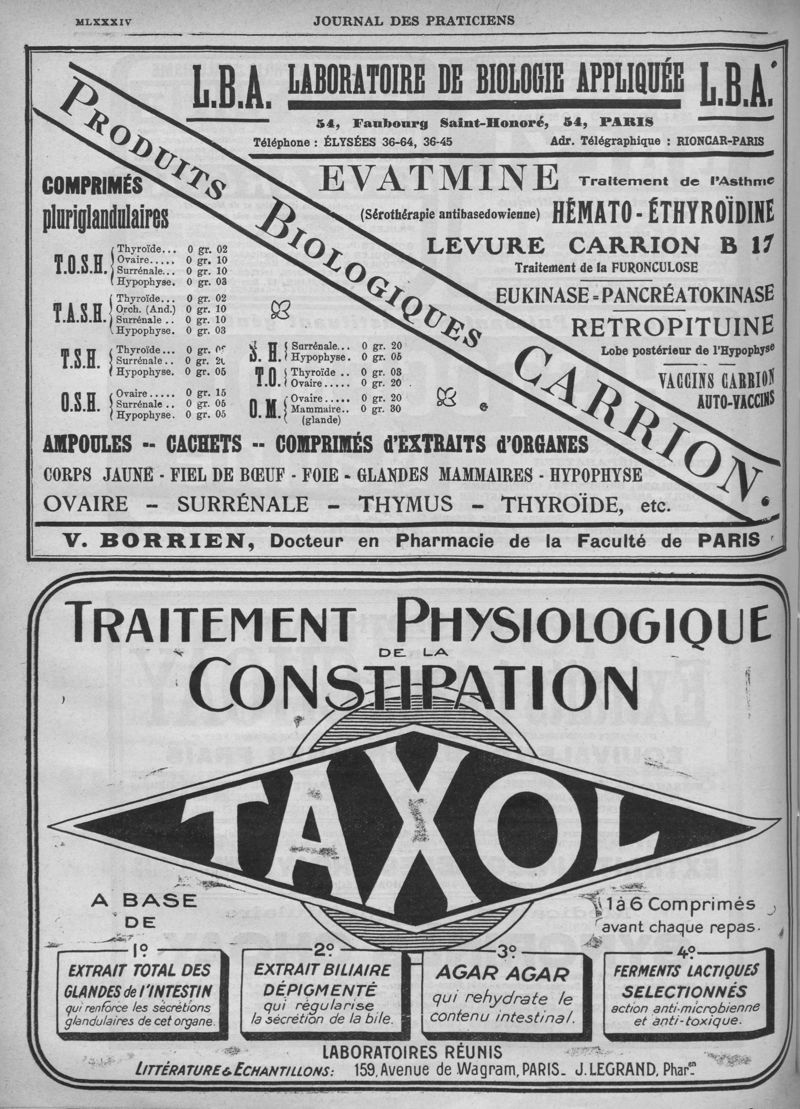 MLXXXIV
JOURNAL DES PRATICIENS
L.B.A. LABORATOIRE DE BIOLOGIE APPLIQUÉE L.B.A.
54, Faubourg Saint-Honoré, 54, PARIS
Téléphone : ÉLYSÉES 36-64, 36-45 Adr. Télégraphique : RIONCAR-PARIS
PRODUITS BIOLOGIQUES CARRION.
COMPRIMÉS
pluriglandulaires
T.O.S.H.
Thyroïde... 0 gr. 02
Ovaire..... 0 gr. 10
Surrénale... 0 gr. 10
Hypophyse. 0 gr. 03
T.A.S.H.
Thyroïde... 0 gr. 02
Orch. (And.) 0 gr. 10
Surrénale .. 0 gr. 10
Hypophyse. 0 gr. 03
T.S.H.
Thyroïde... 0 gr.
Surrénale .. 0 gr.
Hypophyse. 0 gr. 05
O.S.H.
Ovaire..... 0 gr. 15
Surrénale .. 0 gr. 05
Hypophyse. 0 gr. 05
S. H.
Surrénale.. 0 gr. 20
Hypophyse. 0 gr. 05
T.O.
Thyroïde .. 0 gr. 03
Ovaire..... 0 gr. 20
O.M.
Ovaire..... 0 gr. 20
Mammaire.. 0 gr. 30
(glande)
EVATMINE Traitement de l'Asthme
(Sérothérapie antibasedowienne) HÉMATO-ÉTHYROÏDINE
LEVURE CARRION B 17
Traitement de la FURONCULOSE
EUKINASE=PANCRÉATOKINASE
RETROPITUINE
Lobe postérieur de l'Hypophyse
VACCINS CARRION
AUTO-VACCINS
AMPOULES -- CACHETS -- COMPRIMÉS d'EXTRAITS d'ORGANES
CORPS JAUNE - FIEL DE BŒUF - FOIE - GLANDES MAMMAIRES - HYPOPHYSE
OVAIRE – SURRÉNALE – THYMUS – THYROÏDE, etc.
V. BORRIEN, Docteur en Pharmacie de la Faculté de PARIS
TRAITEMENT PHYSIOLOGIQUE
DE LA
CONSTIPATION
TAXOL
A BASE
DE
1 à 6 Comprimés
avant chaque repas.
1º
EXTRAIT TOTAL DES
GLANDES de l'INTESTIN
qui renforce les sécrétions
glandulaires de cet organe.
2º
EXTRAIT BILIAIRE
DÉPIGMENTÉ
qui régularise
la sécrétion de la bile.
3º
AGAR AGAR
qui rehydrate le
contenu intestinal.
4º
FERMENTS LACTIQUES
SELECTIONNÉS
action anti-microbienne
et anti-toxique.
LABORATOIRES RÉUNIS
LITTÉRATURE & ÉCHANTILLONS: 159, Avenue de Wagram, PARIS_ J. LEGRAND, Pharen